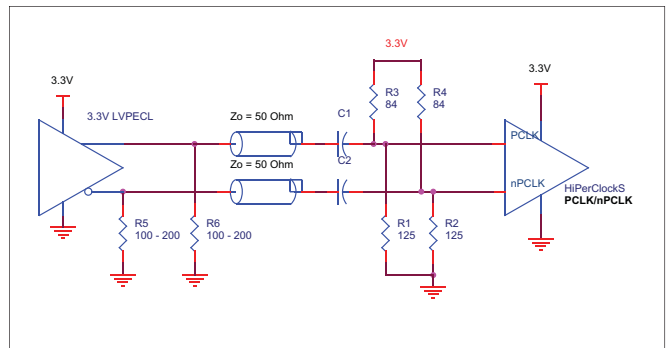 3.3V
3.3V
3.3V
3.3V LVPECL
Zo = 50 Ohm
C1
R3
84
R4
84
PCLK
Zo = 50 Ohm
C2
nPCLK
HiPerClockS
PCLK/nPCLK
R5
100 - 200
R6
100 - 200
R1
125
R2
125